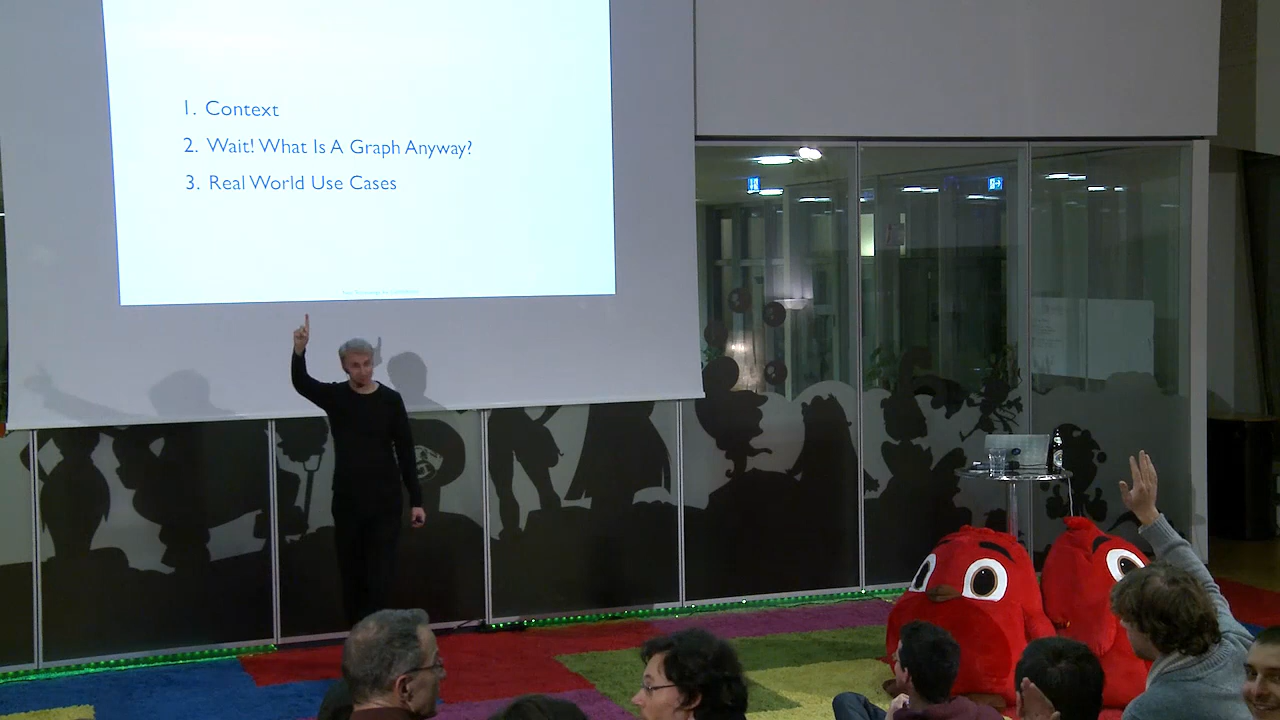 1. Context
2. Wait! What Is A Graph Anyway?
3. Real World Use Cases